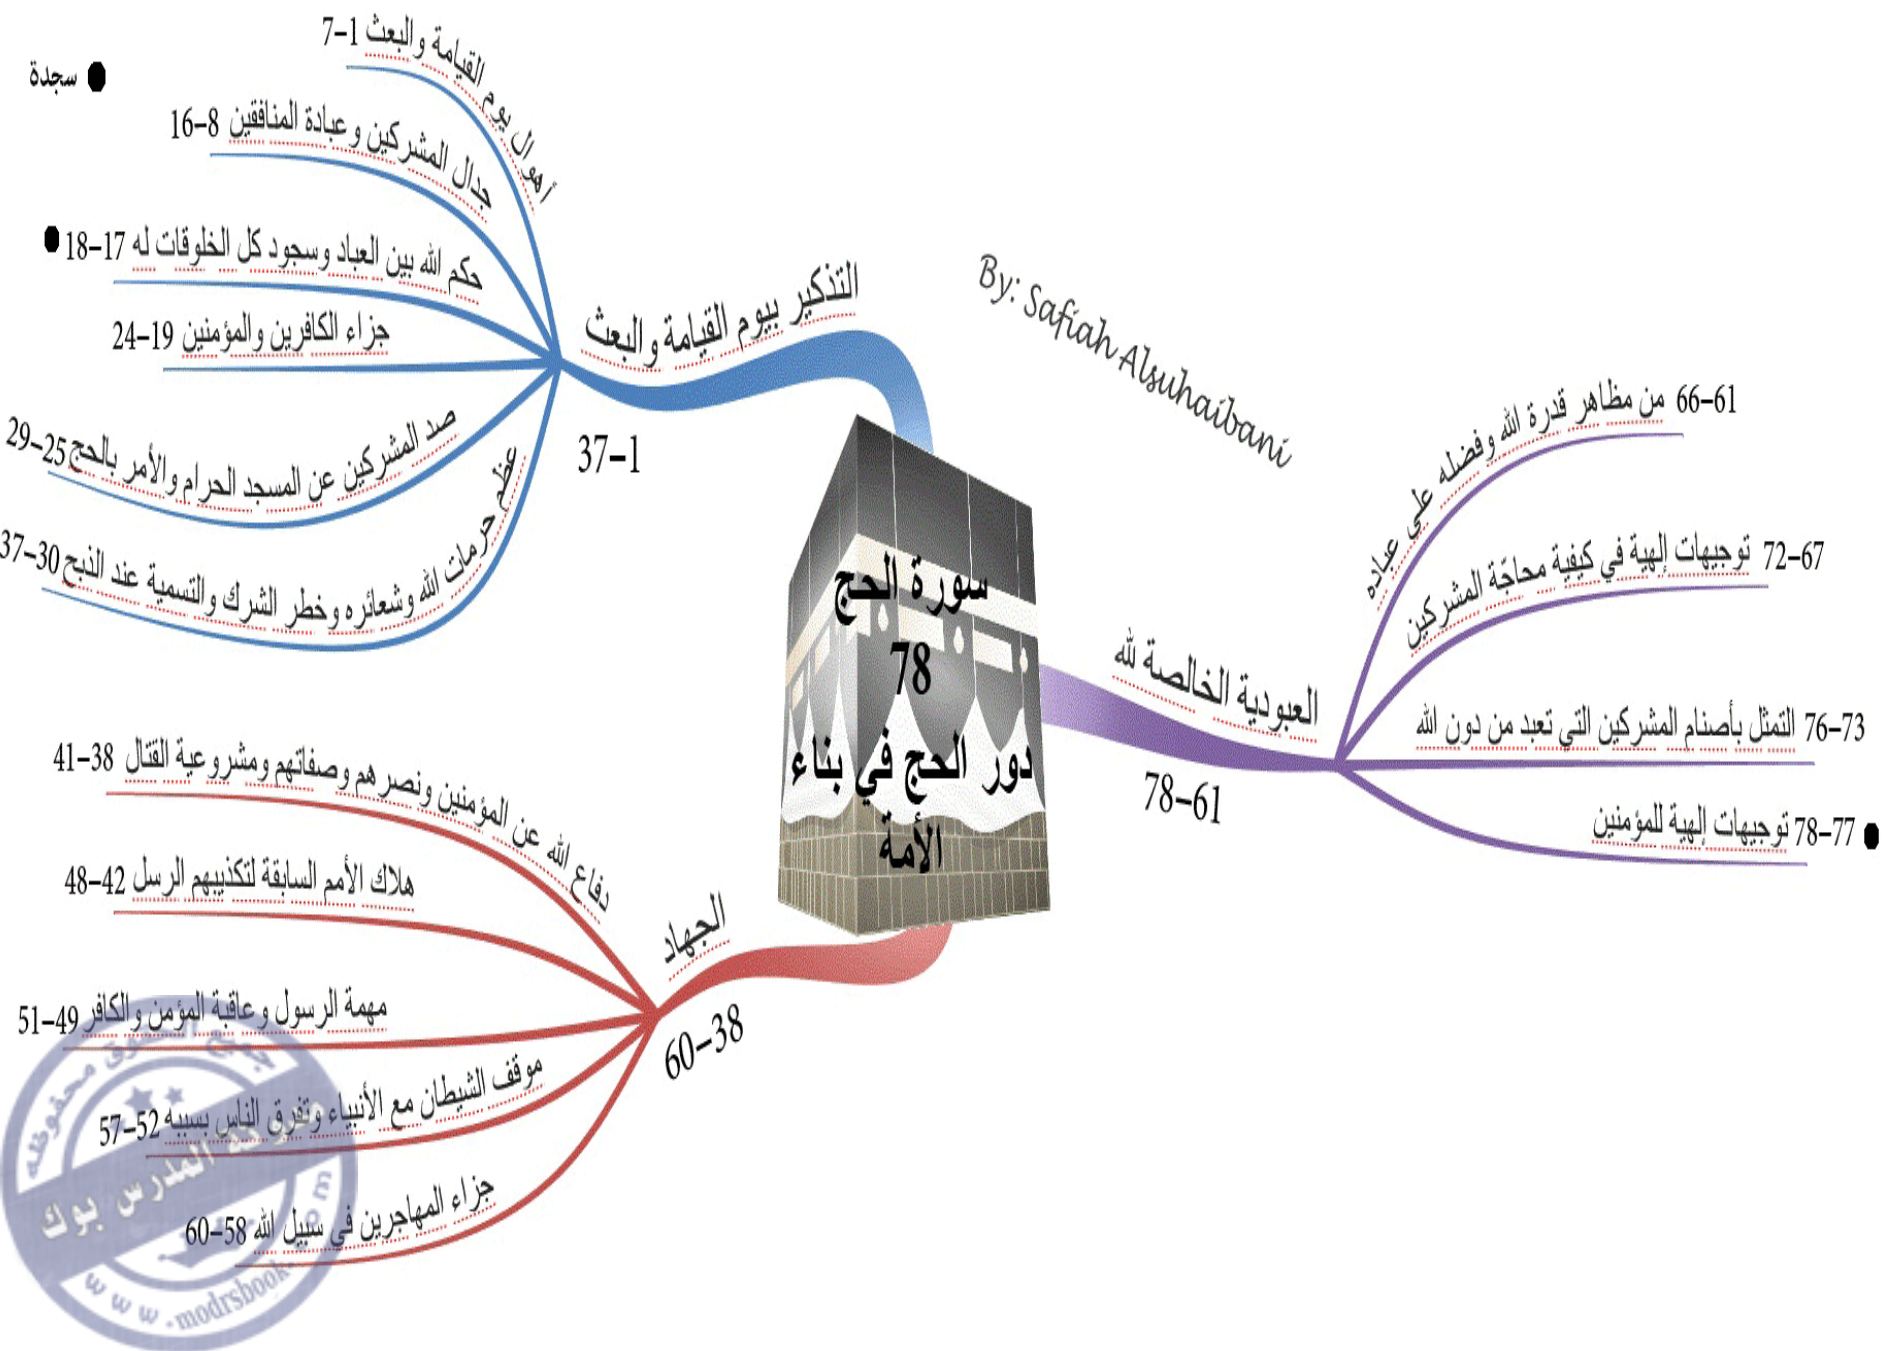 سورة الحج
78
دور الحج في بناء
الأمة
By: Safiah Alsuhaibani
● سجدة
التذكير بيوم القيامة والبعث
37–1
أهوال يوم القيامة والبعث 1–7
جدال المشركين وعبادة المنافقين 8–16
حكم الله بين العباد وسجود كل الخلوقات له 17–18 ●
جزاء الكافرين والمؤمنين 19–24
صد المشركين عن المسجد الحرام والأمر بالحج 25–29
عظم حرمات الله وشعائره وخطر الشرك والتسمية عند الذبح 30–37
الجهاد
60–38
دفاع الله عن المؤمنين ونصرهم وصفاتهم ومشروعية القتال 38–41
هلاك الأمم السابقة لتكذيبهم الرسل 42–48
مهمة الرسول وعاقبة المؤمن والكافر 49–51
موقف الشيطان مع الأنبياء وتفرق الناس بسببه 52–57
جزاء المهاجرين في سبيل الله 58–60
العبودية الخالصة لله
78–61
من مظاهر قدرة الله وفضله على عباده 61–66
توجيهات إلهية في كيفية محاجّة المشركين 67–72
التمثل بأصنام المشركين التي تعبد من دون الله 73–76
توجيهات إلهية للمؤمنين 77–78 ●
جميع الحقوق محفوظه
المدرس بوك
www.modrsbook.com